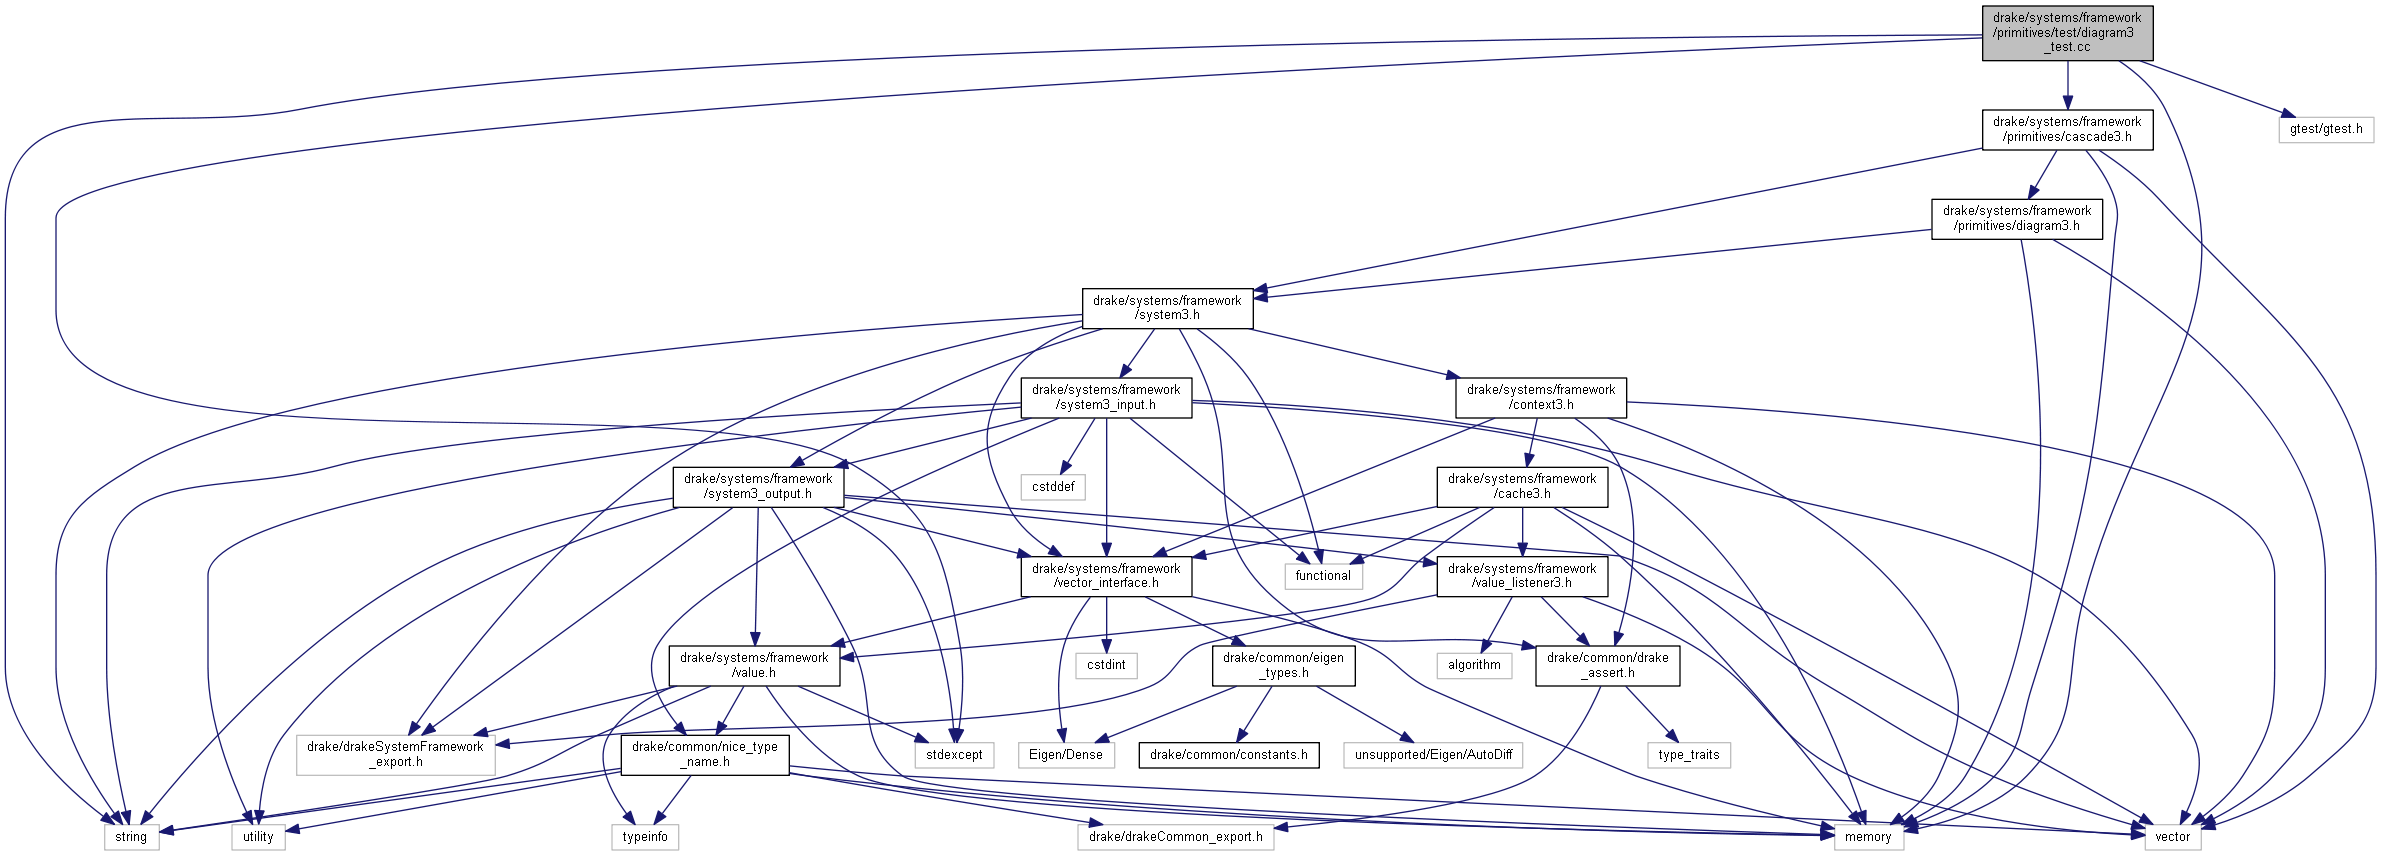 drake/systems/framework
/primitives/test/diagram3
_test.cc
drake/systems/framework
/primitives/cascade3.h
gtest/gtest.h
drake/systems/framework
/primitives/diagram3.h
drake/systems/framework
/system3.h
drake/systems/framework
/system3_input.h
drake/systems/framework
/context3.h
drake/systems/framework
/system3_output.h
cstddef
drake/systems/framework
/cache3.h
drake/systems/framework
/vector_interface.h
functional
drake/systems/framework
/value_listener3.h
drake/systems/framework
/value.h
cstdint
drake/common/eigen
_types.h
algorithm
drake/common/drake
_assert.h
drake/drakeSystemFramework
_export.h
drake/common/nice_type
_name.h
stdexcept
Eigen/Dense
drake/common/constants.h
unsupported/Eigen/AutoDiff
type_traits
string
utility
typeinfo
drake/drakeCommon_export.h
memory
vector